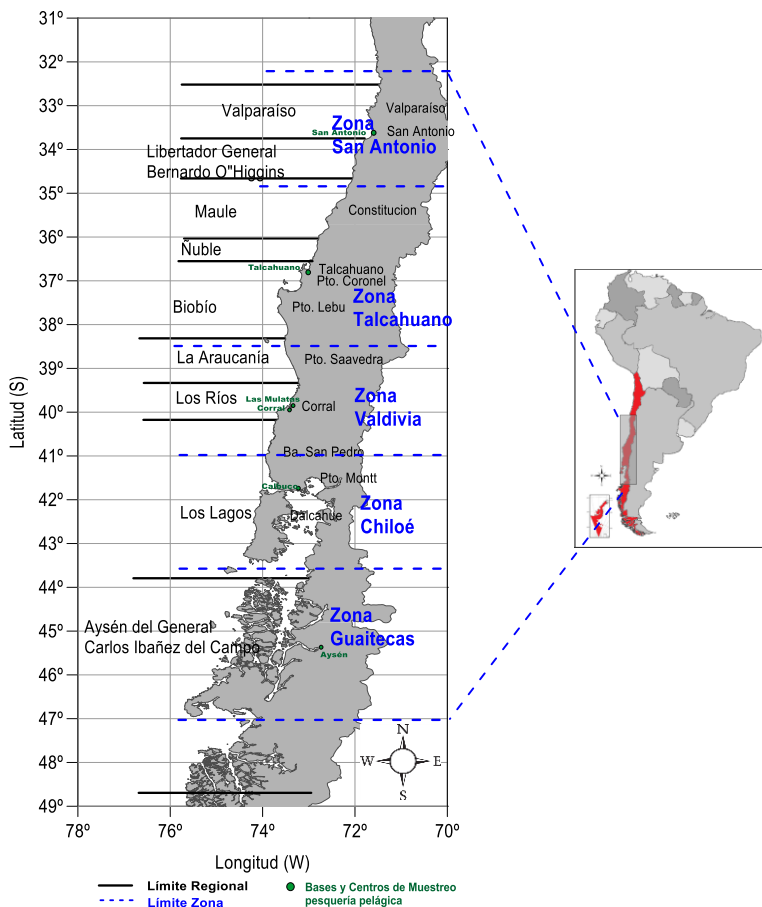 31º
32º
33º
34º
35º
36º
37º
38º
39º
40º
41º
42º
43º
44º
45º
46º
47º
48º
49º
Latitud (S)
78º
76º
74º
72º
70º
Longitud (W)
Valparaíso
Libertador General
Bernardo O"Higgins
Maule
Ñuble
Biobío
La Araucanía
Los Ríos
Los Lagos
Aysén del General
Carlos Ibañez del Campo
Valparaíso
San Antonio
San Antonio
Zona
San Antonio
Constitucion
Talcahuano
Talcahuano
Pto. Coronel
Pto. Lebu
Zona
Talcahuano
Pto. Saavedra
Las Mulatas
Corral
Corral
Zona
Valdivia
Ba. San Pedro
Pto. Montt
Calbuco
Dalcahue
Zona
Chiloé
Zona
Guaitecas
Aysén
N
W
E
S
Límite Regional
Límite Zona
Bases y Centros de Muestreo
pesquería pelágica